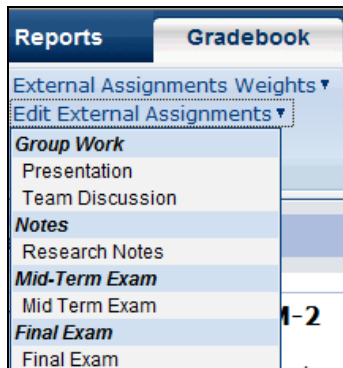 Reports Gradebook
External Assignments Weights
Edit External Assignments
Group Work
Presentation
Team Discussion
Notes
Research Notes
Mid-Term Exam
Mid Term Exam
Final Exam
Final Exam